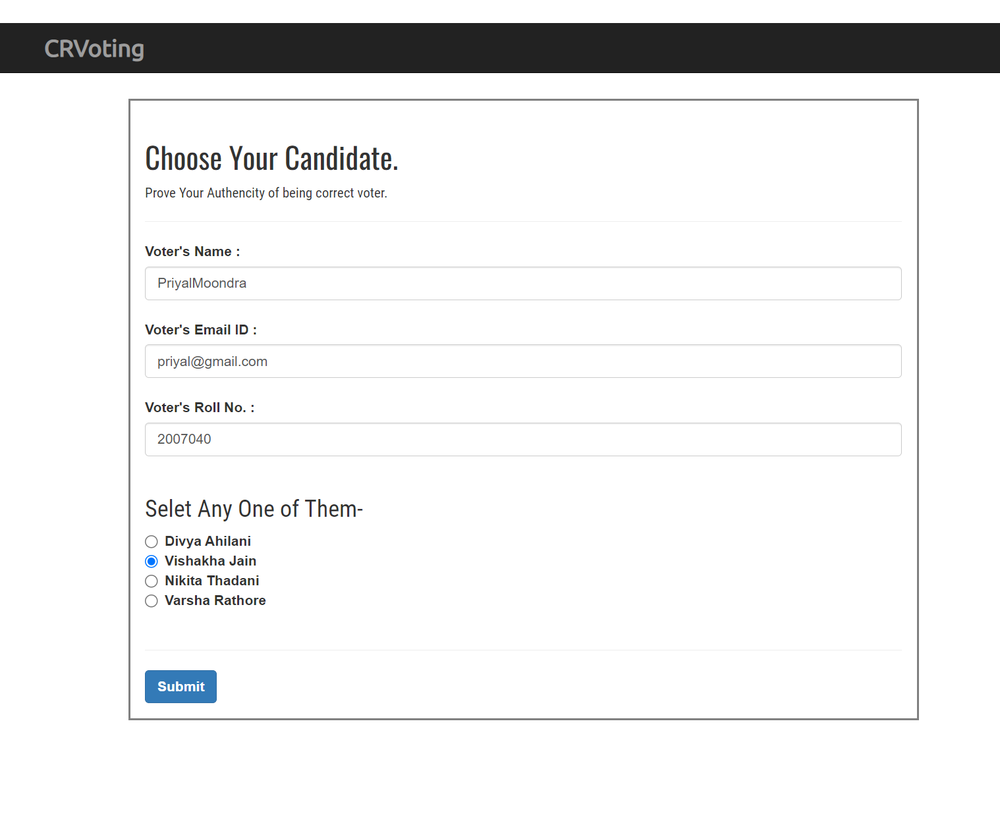 CRVoting
Choose Your Candidate.
Prove Your Authencity of being correct voter.
Voter's Name :
PriyalMoondra
Voter's Email ID :
priyal@gmail.com
Voter's Roll No. :
2007040
Selet Any One of Them-
Divya Ahilani
Vishakha Jain
Nikita Thadani
Varsha Rathore
Submit